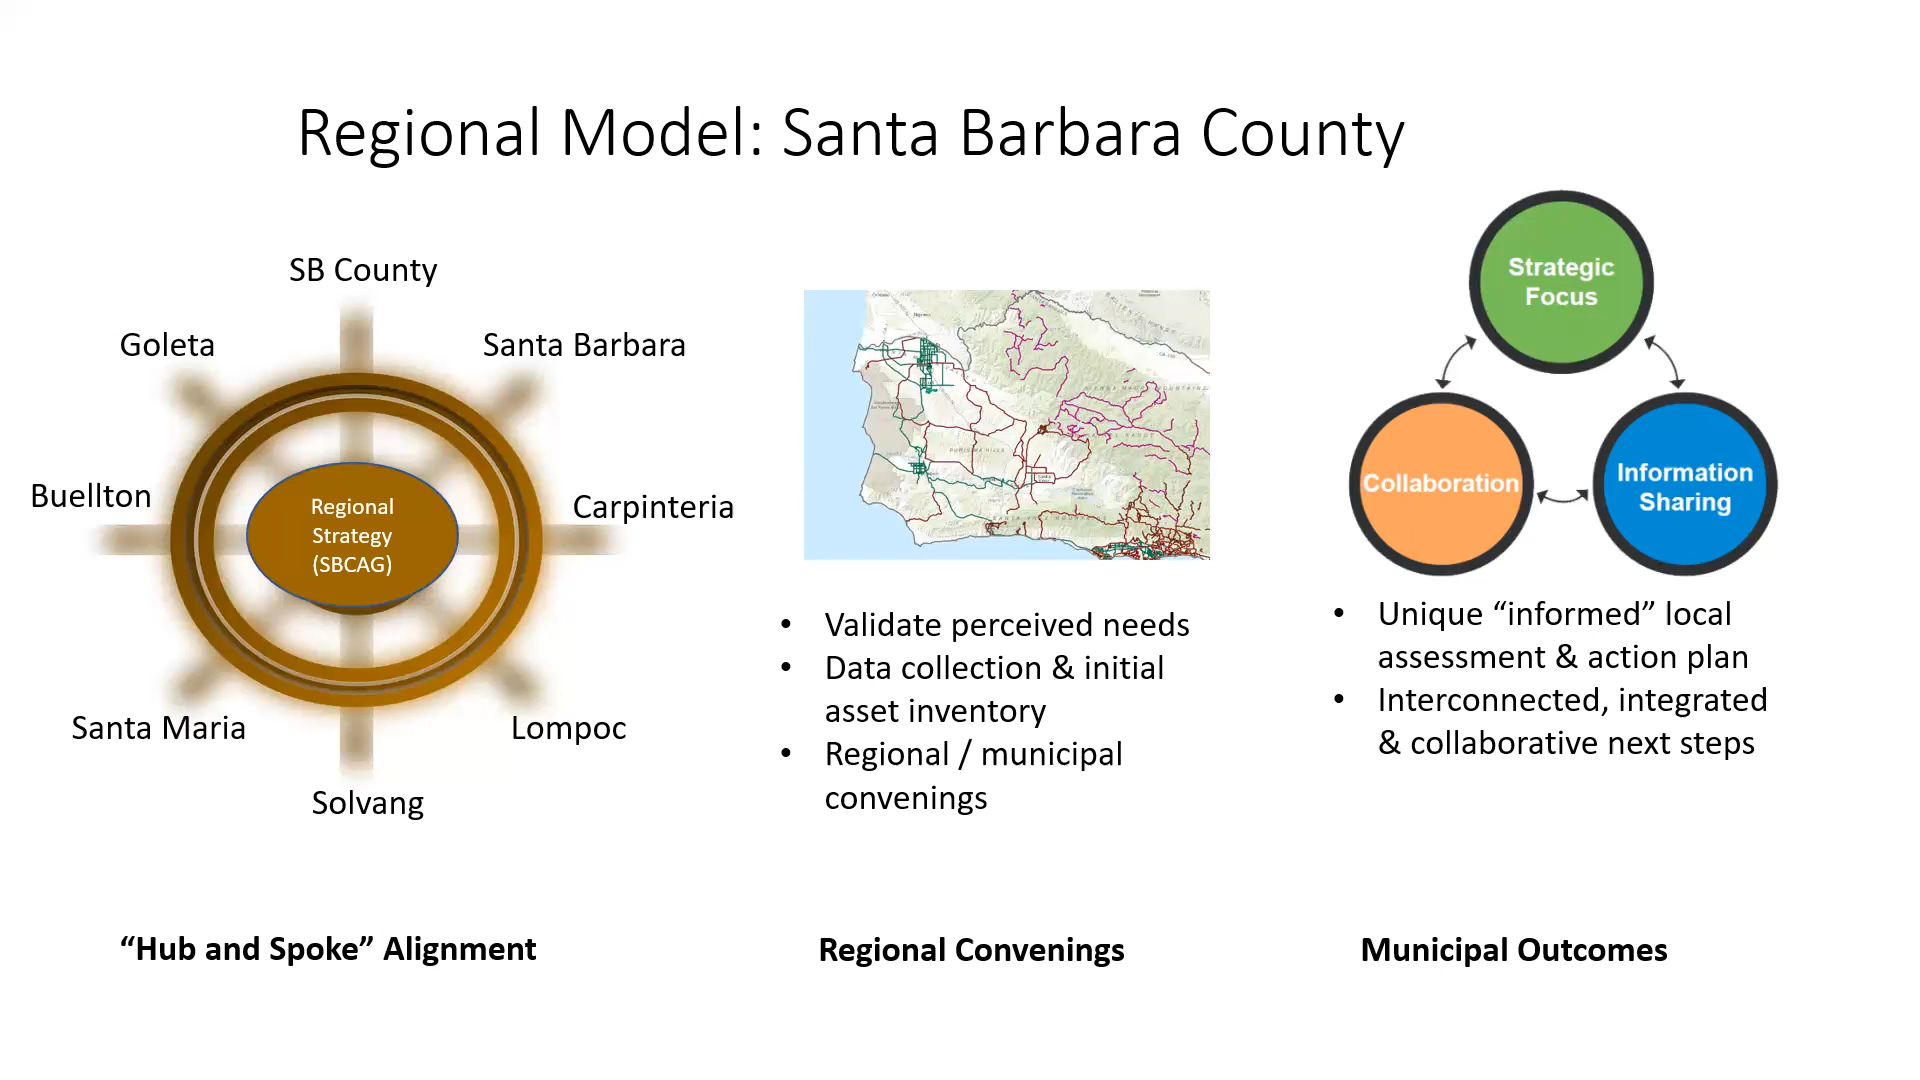 Regional Model: Santa Barbara County
SB County
Goleta
Santa Barbara
Buellton
Carpinteria
Regional
Strategy
(SBCAG)
Santa Maria
Lompoc
Solvang
“Hub and Spoke” Alignment
• Validate perceived needs
• Data collection & initial
asset inventory
• Regional / municipal
convenings
Regional Convenings
Strategic
Focus
Collaboration
Information
Sharing
• Unique “informed” local
assessment & action plan
• Interconnected, integrated
& collaborative next steps
Municipal Outcomes